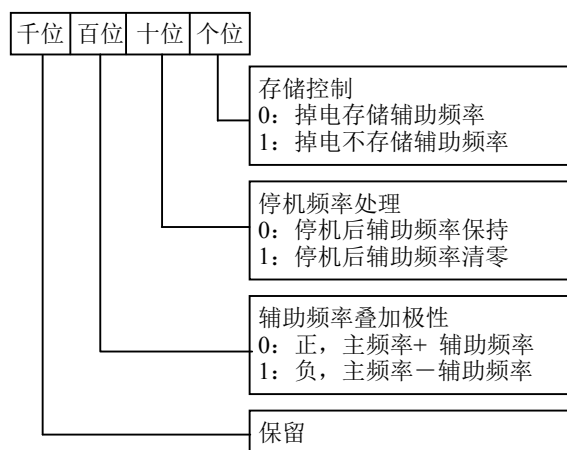 千位 百位 十位 个位
存储控制
0：掉电存储辅助频率
1：掉电不存储辅助频率
停机频率处理
0：停机后辅助频率保持
1：停机后辅助频率清零
辅助频率叠加极性
0：正，主频率+ 辅助频率
1：负，主频率－辅助频率
保留